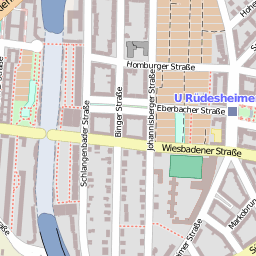 Homburger Straße
U Rüdesheimer
Eberbacher Straße
Schlangenbader Straße
Binger Straße
Johannisberger Straße
Wiesbadener Straße